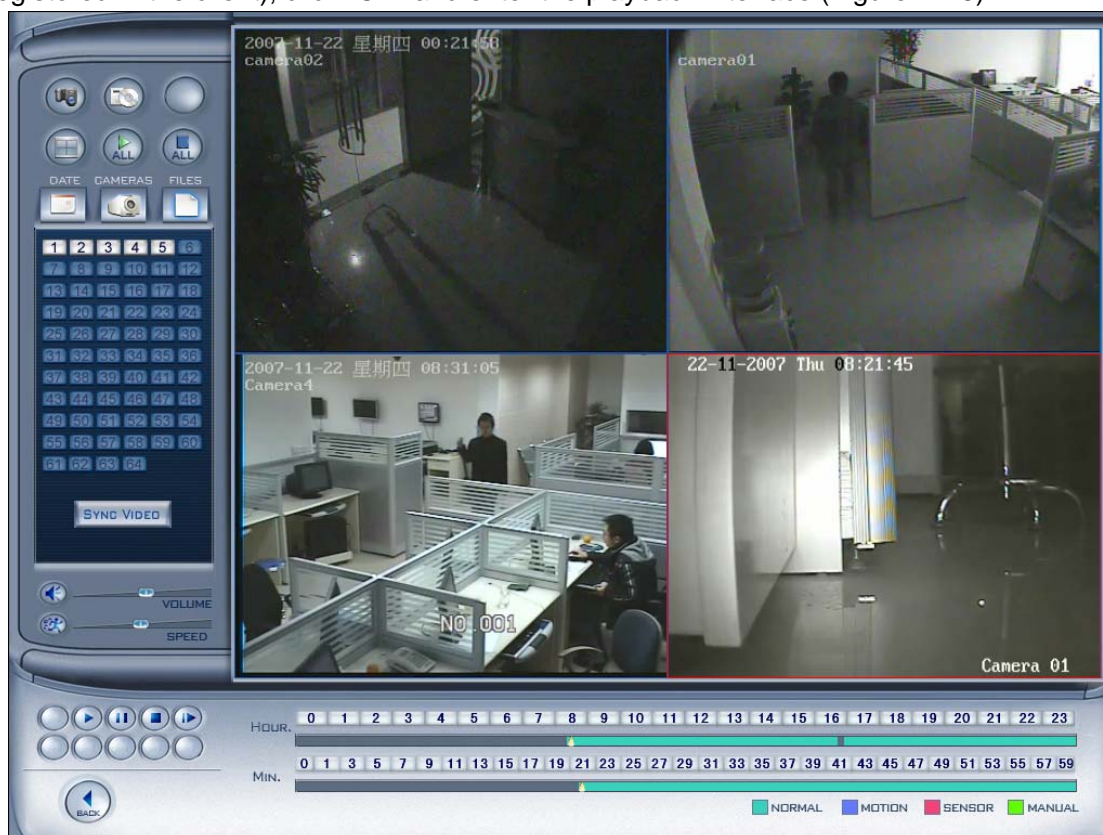 2007-11-22 星期四 00:21:58
camera02
camera01
ALL ALL
DATE CAMERAS FILES
1 2 3 4 5 6
7 8 9 10 11 12
13 14 15 16 17 18
19 20 21 22 23 24
25 26 27 28 29 30
31 32 33 34 35 36
37 38 39 40 41 42
43 44 45 46 47 48
49 50 51 52 53 54
55 56 57 58 59 60
61 62 63 64
SYNC VIDEO
VOLUME
SPEED
2007-11-22 星期四 08:31:05
Camera4
NO 001
22-11-2007 Thu 08:21:45
Camera 01
HOUR. 0 1 2 3 4 5 6 7 8 9 10 11 12 13 14 15 16 17 18 19 20 21 22 23
MIN. 0 1 3 5 7 9 11 13 15 17 19 21 23 25 27 29 31 33 35 37 39 41 43 45 47 49 51 53 55 57 59
NORMAL MOTION SENSOR MANUAL
BACK